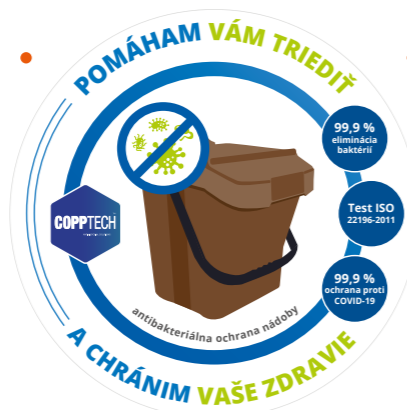 POMÁHAM VÁM TRIEDIŤ
99,9 %
eliminácia
baktérií
COPPTECH
Test ISO
22196-2011
99,9 %
ochrana proti
COVID-19
antibakteriálna ochrana nádoby
A CHRÁNIM VAŠE ZDRAVIE